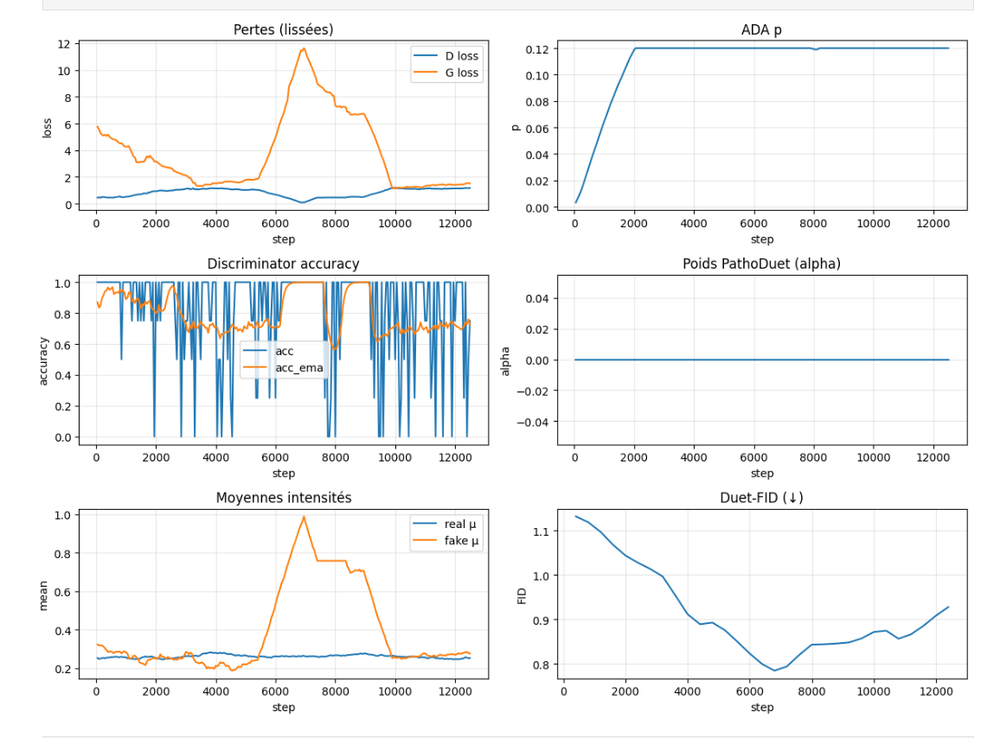 Pertes (lissées)
12
10
8
6
4
2
0
loss
D loss
G loss
0 2000 4000 6000 8000 10000 12000
step
ADA p
0.12
0.10
0.08
0.06
0.04
0.02
0.00
p
0 2000 4000 6000 8000 10000 12000
step
Discriminator accuracy
1.0
0.8
0.6
0.4
0.2
0.0
accuracy
acc
acc_ema
0 2000 4000 6000 8000 10000 12000
step
Poids PathoDuet (alpha)
0.04
0.02
0.00
−0.02
−0.04
alpha
0 2000 4000 6000 8000 10000 12000
step
Moyennes intensités
1.0
0.8
0.6
0.4
0.2
mean
real μ
fake μ
0 2000 4000 6000 8000 10000 12000
step
Duet-FID (↓)
1.1
1.0
0.9
0.8
FID
0 2000 4000 6000 8000 10000 12000
step